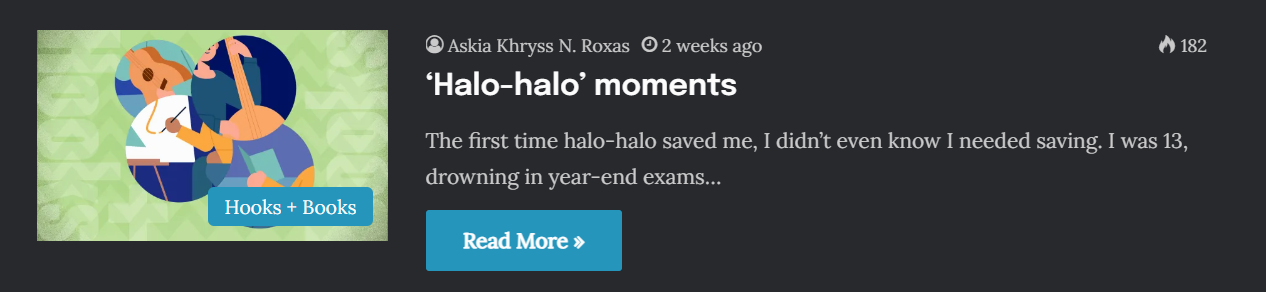 Askia Khryss N. Roxas 2 weeks ago 182
‘Halo-halo’ moments
The first time halo-halo saved me, I didn’t even know I needed saving. I was 13,
drowning in year-end exams…
Hooks + Books
Read More »